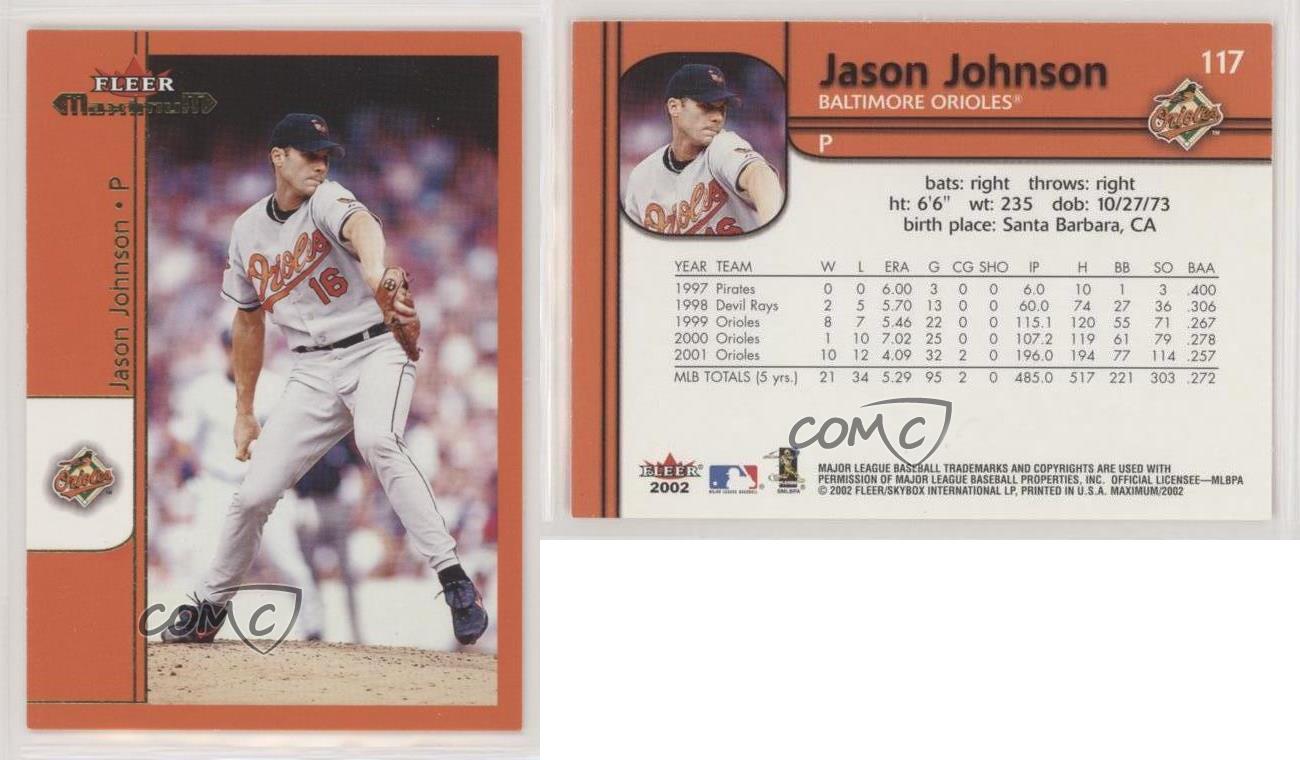 FLEER
MaximuM
Jason Johnson • P
Orioles
Orioles
16
COMC
Jason Johnson
117
BALTIMORE ORIOLES®
Orioles
P
bats: right throws: right
ht: 6'6" wt: 235 dob: 10/27/73
birth place: Santa Barbara, CA
YEAR TEAM W L ERA G CG SHO IP H BB SO BAA
1997 Pirates 0 0 6.00 3 0 0 6.0 10 1 3 .400
1998 Devil Rays 2 5 5.70 13 0 0 60.0 74 27 36 .306
1999 Orioles 8 7 5.46 22 0 0 115.1 120 55 71 .267
2000 Orioles 1 10 7.02 25 0 0 107.2 119 61 79 .278
2001 Orioles 10 12 4.09 32 2 0 196.0 194 77 114 .257
MLB TOTALS (5 yrs.) 21 34 5.29 95 2 0 485.0 517 221 303 .272
COMC
FLEER
2002
MAJOR LEAGUE BASEBALL TRADEMARKS AND COPYRIGHTS ARE USED WITH
PERMISSION OF MAJOR LEAGUE BASEBALL PROPERTIES, INC. OFFICIAL LICENSEE—MLBPA
© 2002 FLEER/SKYBOX INTERNATIONAL LP, PRINTED IN U.S.A. MAXIMUM/2002